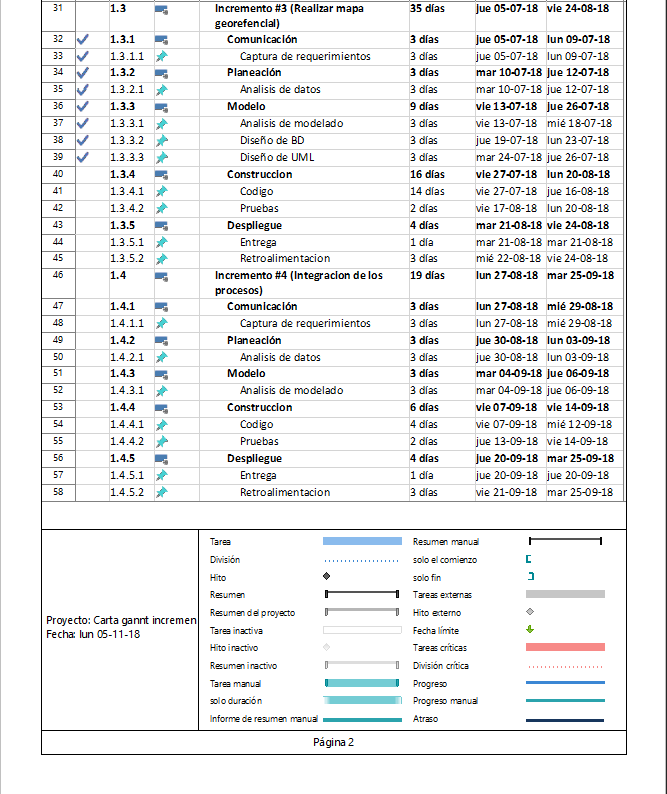 31 1.3 Incremento #3 (Realizar mapa georefencial) 35 días jue 05-07-18 vie 24-08-18
32 1.3.1 Comunicación 3 días jue 05-07-18 lun 09-07-18
33 1.3.1.1 Captura de requerimientos 3 días jue 05-07-18 lun 09-07-18
34 1.3.2 Planeación 3 días mar 10-07-18 jue 12-07-18
35 1.3.2.1 Analisis de datos 3 días mar 10-07-18 jue 12-07-18
36 1.3.3 Modelo 9 días vie 13-07-18 jue 26-07-18
37 1.3.3.1 Analisis de modelado 3 días vie 13-07-18 mié 18-07-18
38 1.3.3.2 Diseño de BD 3 días jue 19-07-18 lun 23-07-18
39 1.3.3.3 Diseño de UML 3 días mar 24-07-18 jue 26-07-18
40 1.3.4 Construccion 16 días vie 27-07-18 lun 20-08-18
41 1.3.4.1 Codigo 14 días vie 27-07-18 jue 16-08-18
42 1.3.4.2 Pruebas 2 días vie 17-08-18 lun 20-08-18
43 1.3.5 Despliegue 4 días mar 21-08-18 vie 24-08-18
44 1.3.5.1 Entrega 1 día mar 21-08-18 mar 21-08-18
45 1.3.5.2 Retroalimentacion 3 días mié 22-08-18 vie 24-08-18
46 1.4 Incremento #4 (Integracion de los procesos) 19 días lun 27-08-18 mar 25-09-18
47 1.4.1 Comunicación 3 días lun 27-08-18 mié 29-08-18
48 1.4.1.1 Captura de requerimientos 3 días lun 27-08-18 mié 29-08-18
49 1.4.2 Planeación 3 días jue 30-08-18 lun 03-09-18
50 1.4.2.1 Analisis de datos 3 días jue 30-08-18 lun 03-09-18
51 1.4.3 Modelo 3 días mar 04-09-18 jue 06-09-18
52 1.4.3.1 Analisis de modelado 3 días mar 04-09-18 jue 06-09-18
53 1.4.4 Construccion 6 días vie 07-09-18 vie 14-09-18
54 1.4.4.1 Codigo 4 días vie 07-09-18 mié 12-09-18
55 1.4.4.2 Pruebas 2 días jue 13-09-18 vie 14-09-18
56 1.4.5 Despliegue 4 días jue 20-09-18 mar 25-09-18
57 1.4.5.1 Entrega 1 día jue 20-09-18 jue 20-09-18
58 1.4.5.2 Retroalimentacion 3 días vie 21-09-18 mar 25-09-18
Proyecto: Carta gannt incremen
Fecha: lun 05-11-18
Tarea
División
Hito
Resumen
Resumen del proyecto
Tarea inactiva
Hito inactivo
Resumen inactivo
Tarea manual
solo duración
Informe de resumen manual
Resumen manual
solo el comienzo
solo fin
Tareas externas
Hito externo
Fecha límite
Tareas críticas
División crítica
Progreso
Progreso manual
Atraso
Página 2